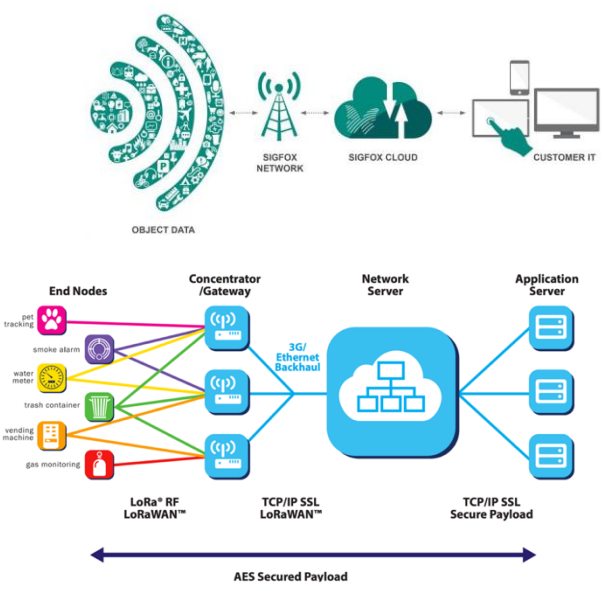 OBJECT DATA
SIGFOX
NETWORK
SIGFOX CLOUD
CUSTOMER IT
End Nodes
Concentrator
/Gateway
Network
Server
Application
Server
pet
tracking
smoke alarm
water
meter
trash container
vending
machine
gas monitoring
3G/
Ethernet
Backhaul
LoRa® RF
LoRaWAN™
TCP/IP SSL
LoRaWAN™
TCP/IP SSL
Secure Payload
AES Secured Payload